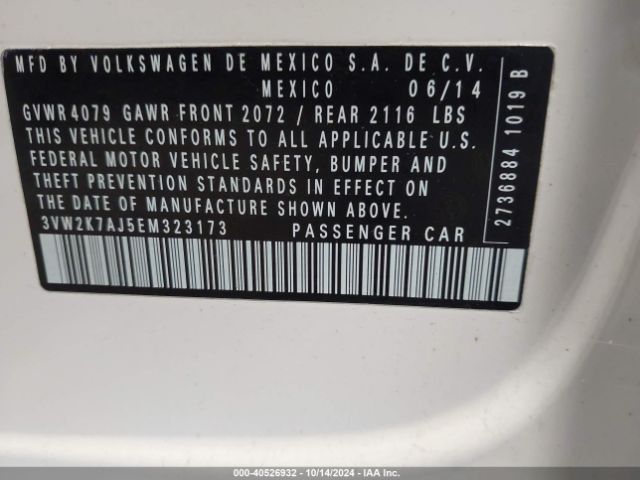 MFD BY VOLKSWAGEN DE MEXICO S.A. DE C.V.
MEXICO 06/14
GVWR 4079 GAWR FRONT 2072 / REAR 2116 LBS
THIS VEHICLE CONFORMS TO ALL APPLICABLE U.S.
FEDERAL MOTOR VEHICLE SAFETY, BUMPER AND
THEFT PREVENTION STANDARDS IN EFFECT ON
THE DATE OF MANUFACTURE SHOWN ABOVE.
3VW2K7AJ5EM323173 PASSENGER CAR
2736884 1019 B
000-40526932 - 10/14/2024 - IAAI.com